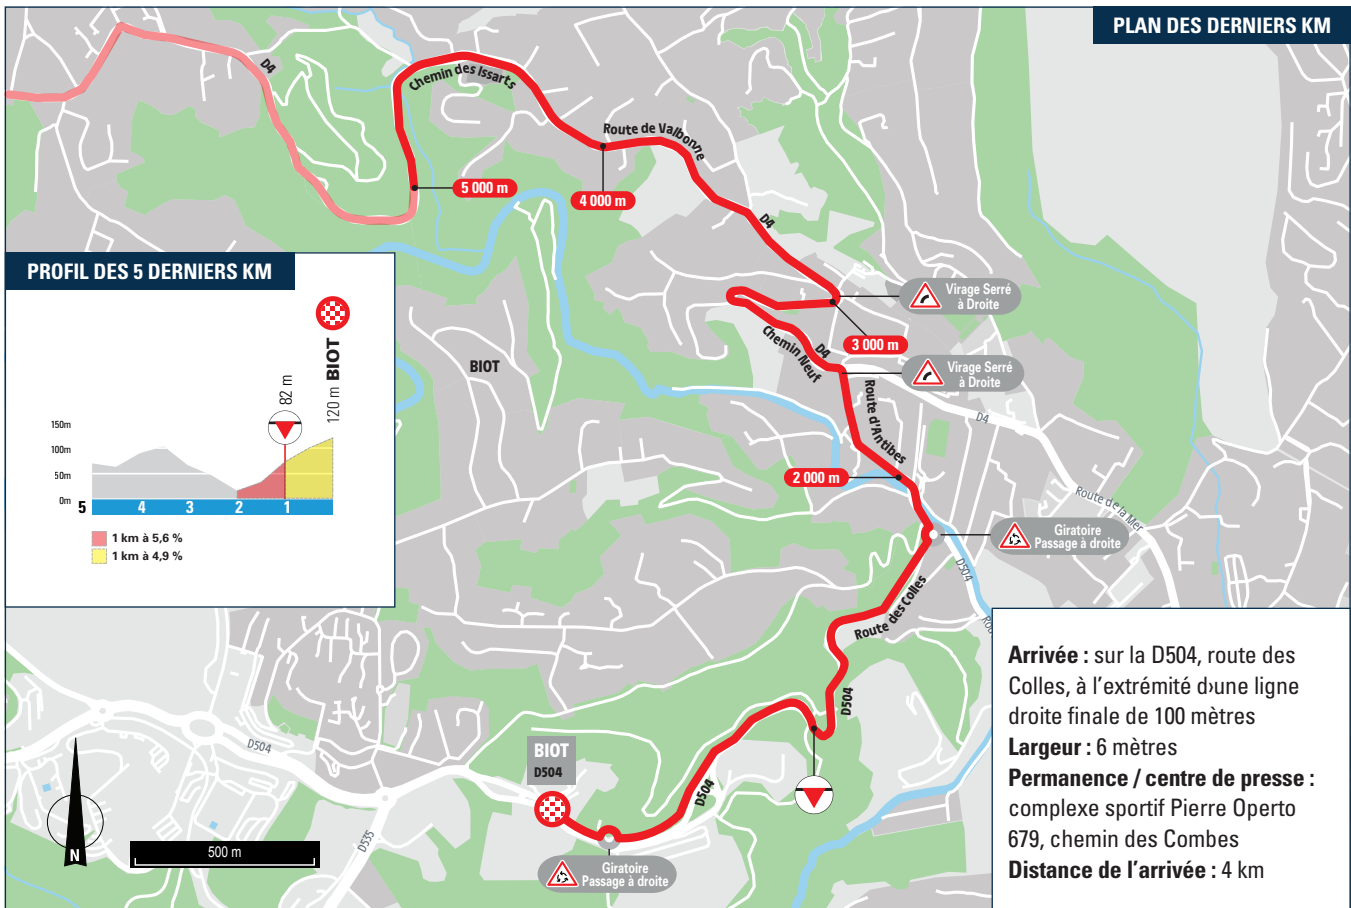 PLAN DES DERNIERS KM
D4
Chemin des Issarts
Route de Valbonne
5 000 m
4 000 m
D4
Virage Serré
à Droite
3 000 m
D4
Chemin Neuf
Virage Serré
à Droite
BIOT
Route d'Antibes
D4
2 000 m
Route de la Mer
Giratoire
Passage à droite
D504
Route des Colles
D504
D504
D504
BIOT
D504
D535
Giratoire
Passage à droite
500 m
N
PROFIL DES 5 DERNIERS KM
82 m
120 m BIOT
150m
100m
50m
0m
5 4 3 2 1
1 km à 5,6 %
1 km à 4,9 %
Arrivée : sur la D504, route des
Colles, à l'extrémité d›une ligne
droite finale de 100 mètres
Largeur : 6 mètres
Permanence / centre de presse :
complexe sportif Pierre Operto
679, chemin des Combes
Distance de l'arrivée : 4 km